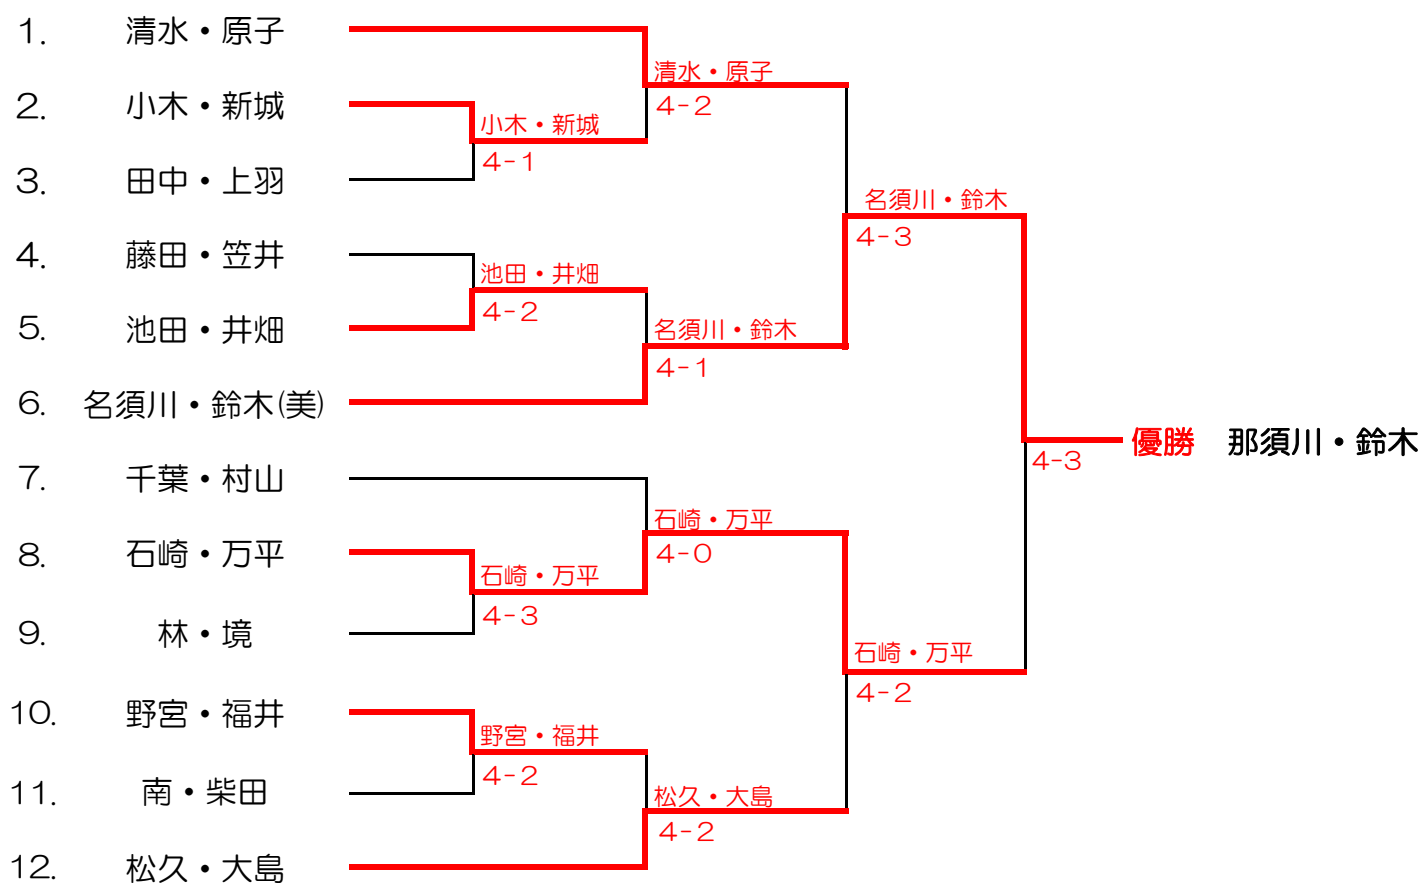 1. 清水・原子
清水・原子
4-2
2. 小木・新城
小木・新城
4-1
3. 田中・上羽
名須川・鈴木
4-3
4. 藤田・笠井
池田・井畑
4-2
5. 池田・井畑
名須川・鈴木
4-1
6. 名須川・鈴木(美)
優勝 那須川・鈴木
4-3
7. 千葉・村山
石崎・万平
4-0
8. 石崎・万平
石崎・万平
4-3
9. 林・境
石崎・万平
4-2
10. 野宮・福井
野宮・福井
4-2
11. 南・柴田
松久・大島
4-2
12. 松久・大島